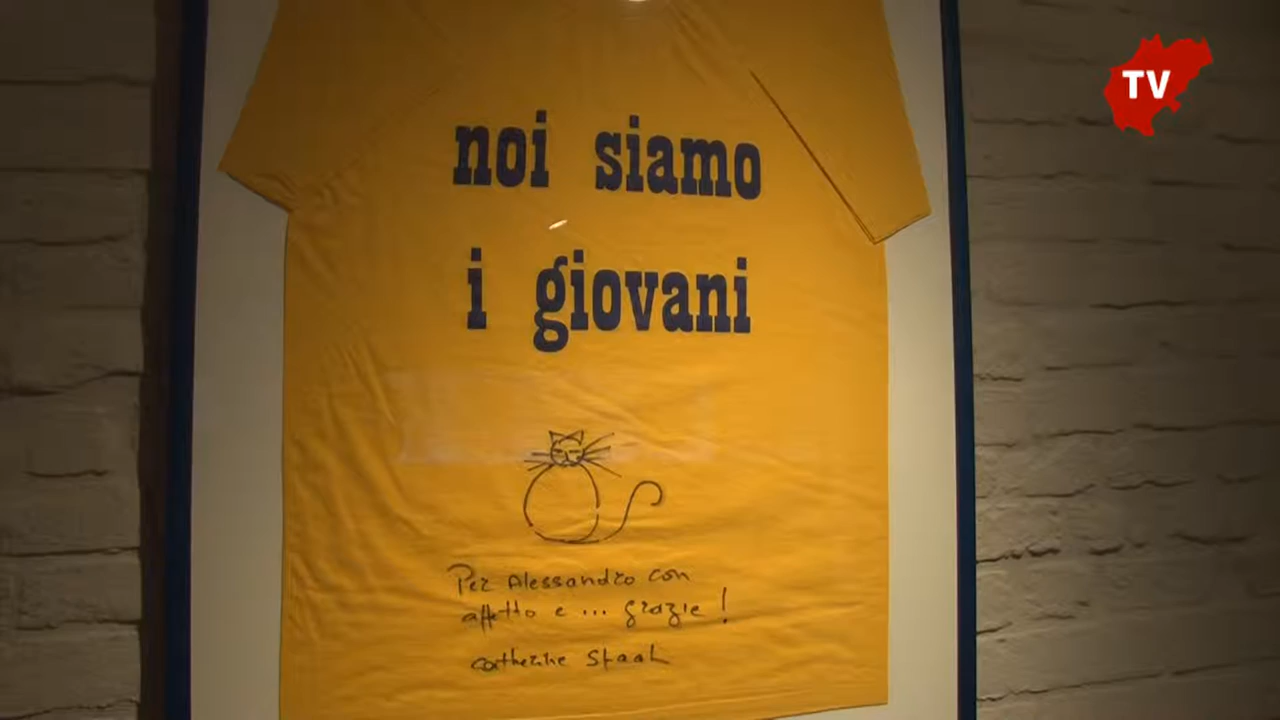 TV
noi siamo
i giovani
Per Alessandro con
affetto e ... grazie!
Catherine Spaak